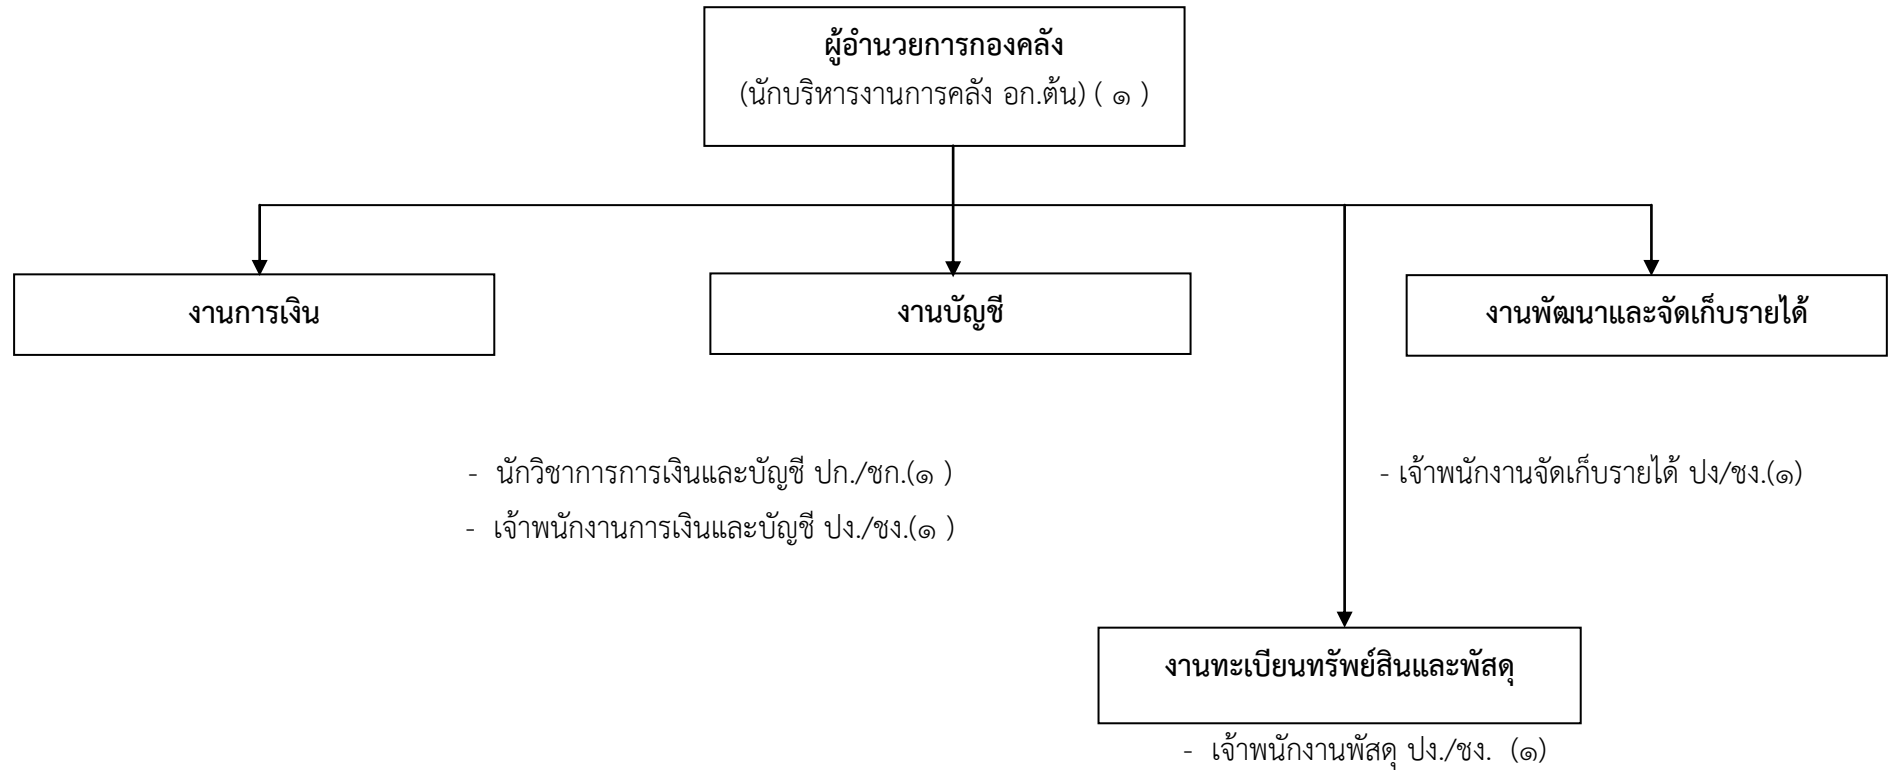 ผู้อำนวยการกองคลัง
(นักบริหารงานการคลัง อก.ต้น) ( ๑ )
งานการเงิน
งานบัญชี
งานพัฒนาและจัดเก็บรายได้
- นักวิชาการการเงินและบัญชี ปก./ชก.(๑ )
- เจ้าพนักงานการเงินและบัญชี ปง./ชง.(๑ )
- เจ้าพนักงานจัดเก็บรายได้ ปง/ชง.(๑)
งานทะเบียนทรัพย์สินและพัสดุ
- เจ้าพนักงานพัสดุ ปง./ชง. (๑)